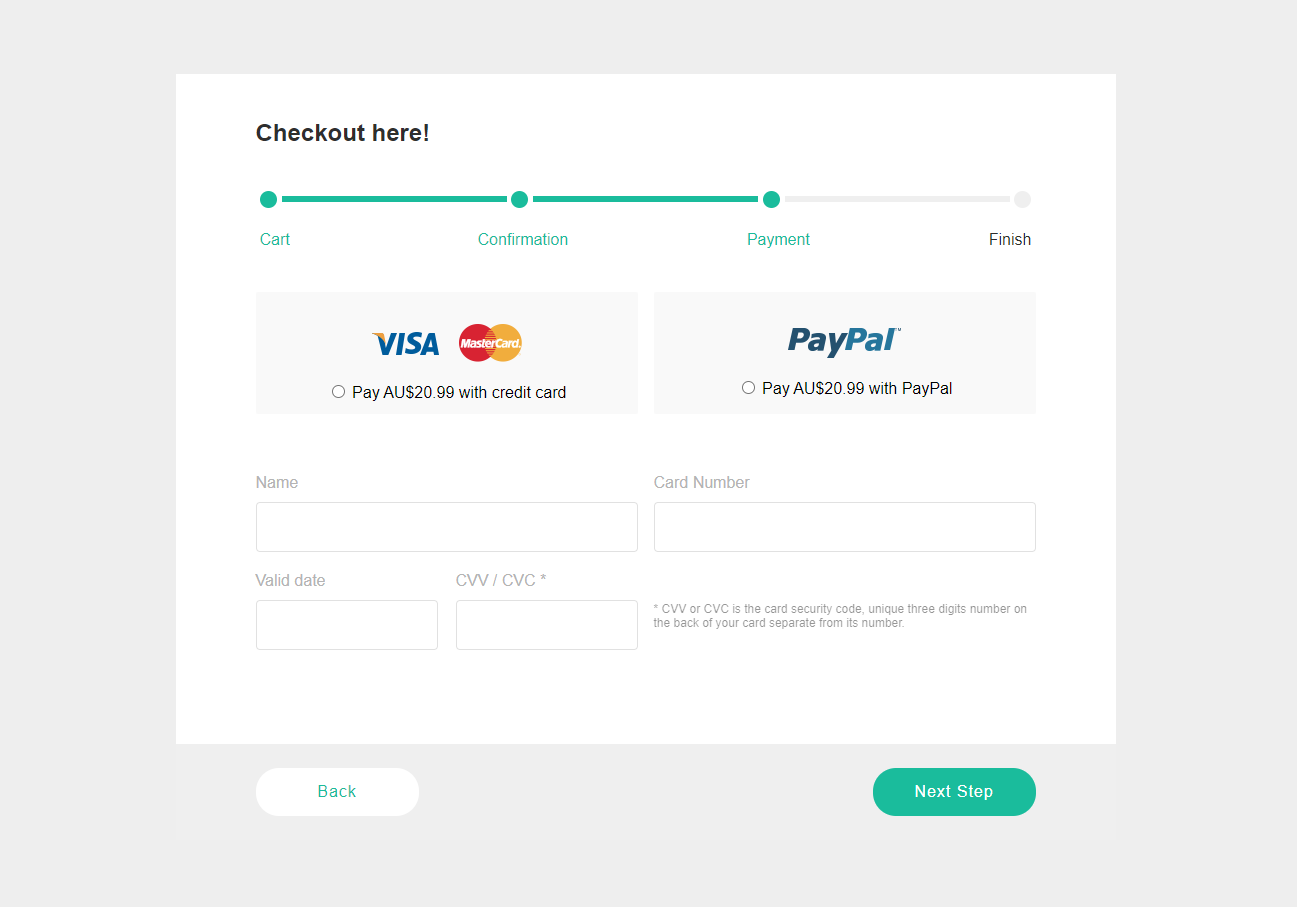 Checkout here!
Cart
Confirmation
Payment
Finish
VISA
MasterCard.
Pay AU$20.99 with credit card
PayPal™
Pay AU$20.99 with PayPal
Name
Card Number
Valid date
CVV / CVC *
* CVV or CVC is the card security code, unique three digits number on
the back of your card separate from its number.
Back
Next Step